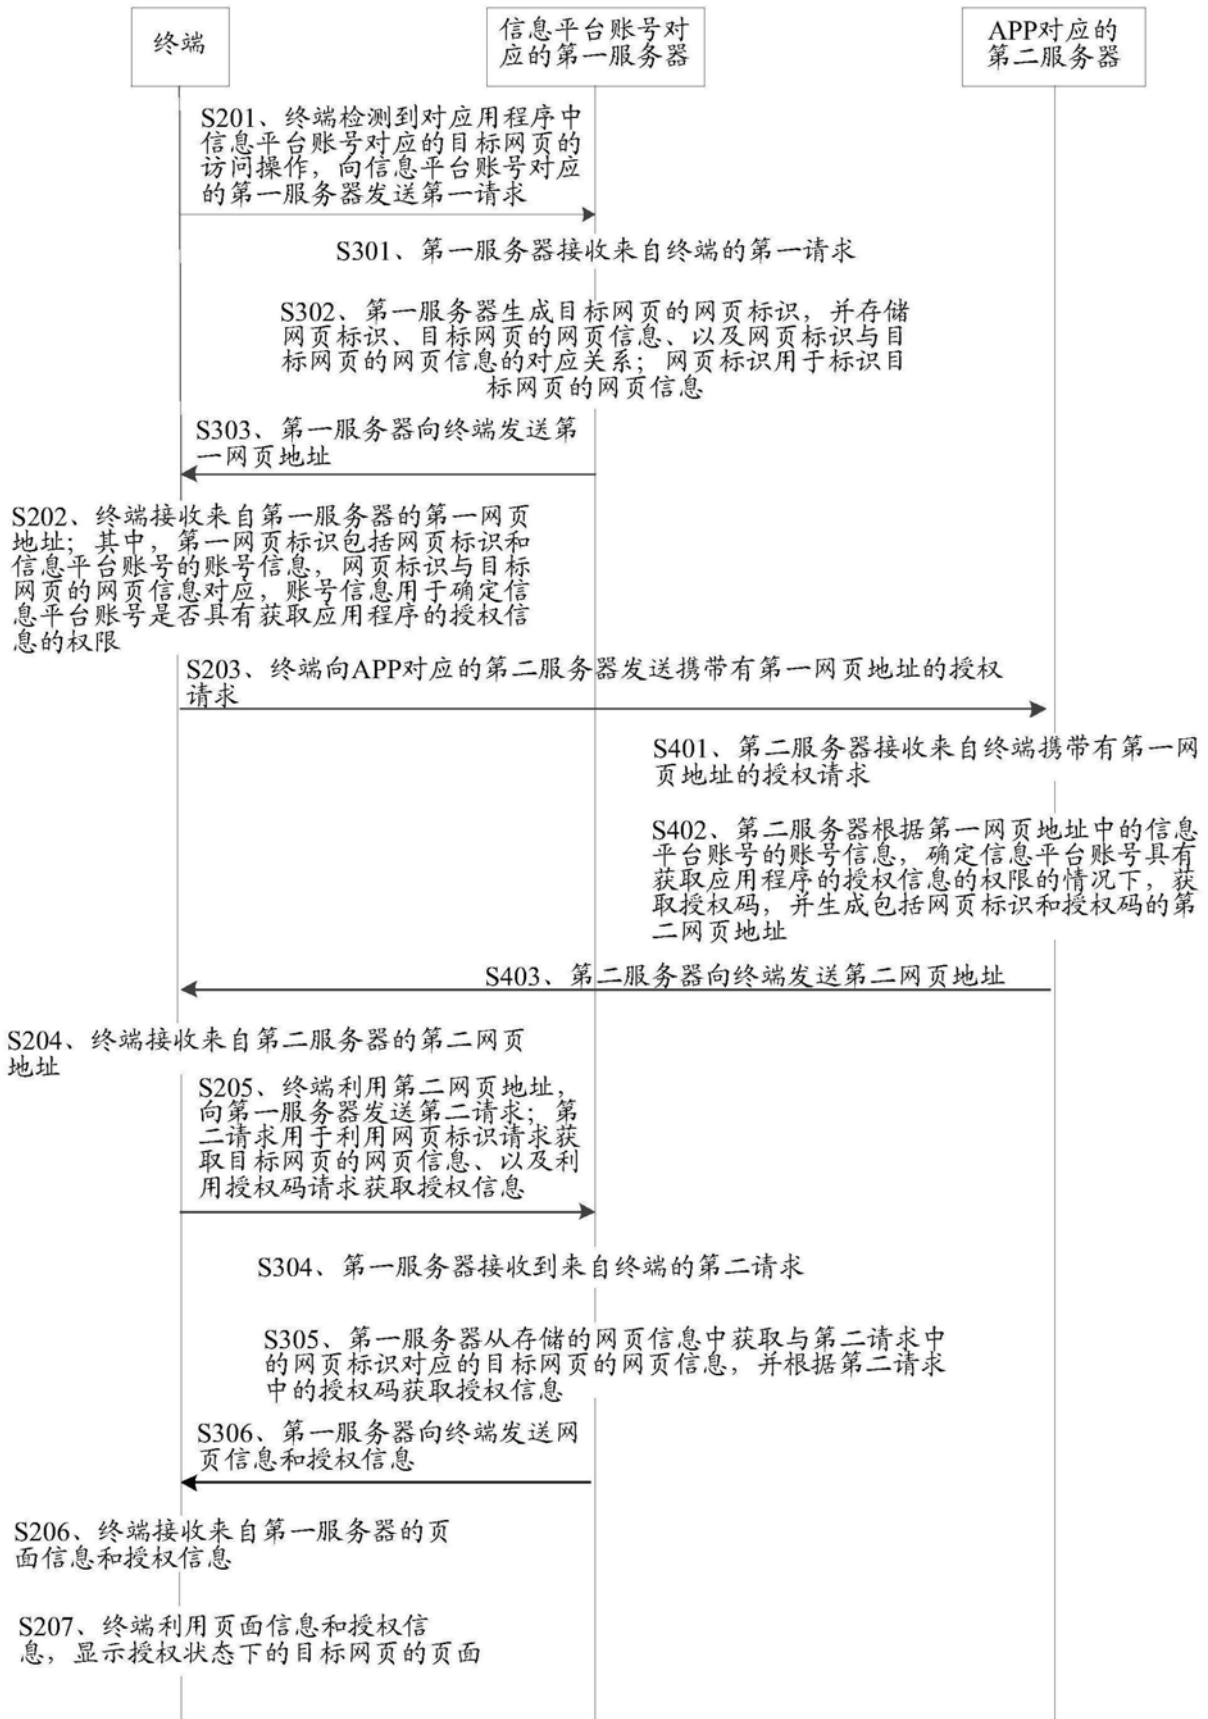 终端
信息平台账号对
应的第一服务器
APP对应的
第二服务器
S201、终端检测到对应用程序中
信息平台账号对应的目标网页的
访问操作，向信息平台账号对应
的第一服务器发送第一请求
S301、第一服务器接收来自终端的第一请求
S302、第一服务器生成目标网页的网页标识，并存储
网页标识、目标网页的网页信息、以及网页标识与目
标网页的网页信息的对应关系；网页标识用于标识目
标网页的网页信息
S303、第一服务器向终端发送第
一网页地址
S202、终端接收来自第一服务器的第一网页
地址；其中，第一网页标识包括网页标识和
信息平台账号的账号信息，网页标识与目标
网页的网页信息对应，账号信息用于确定信
息平台账号是否具有获取应用程序的授权信
息的权限
S203、终端向APP对应的第二服务器发送携带有第一网页地址的授权
请求
S401、第二服务器接收来自终端携带有第一网
页地址的授权请求
S402、第二服务器根据第一网页地址中的信息
平台账号的账号信息，确定信息平台账号具有
获取应用程序的授权信息的权限的情况下，获
取授权码，并生成包括网页标识和授权码的第
二网页地址
S403、第二服务器向终端发送第二网页地址
S204、终端接收来自第二服务器的第二网页
地址
S205、终端利用第二网页地址，
向第一服务器发送第二请求；第
二请求用于利用网页标识请求获
取目标网页的网页信息、以及利
用授权码请求获取授权信息
S304、第一服务器接收到来自终端的第二请求
S305、第一服务器从存储的网页信息中获取与第二请求中
的网页标识对应的目标网页的网页信息，并根据第二请求
中的授权码获取授权信息
S306、第一服务器向终端发送网
页信息和授权信息
S206、终端接收来自第一服务器的页
面信息和授权信息
S207、终端利用页面信息和授权信
息，显示授权状态下的目标网页的页面